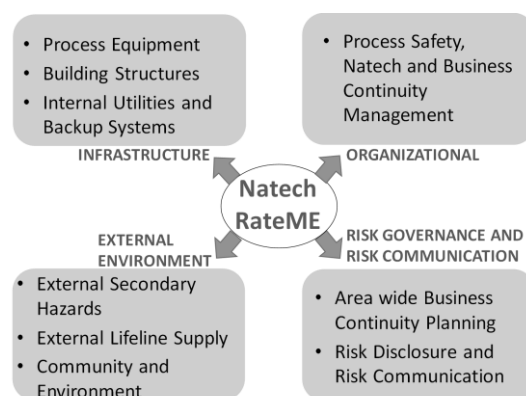 • Process Equipment
• Building Structures
• Internal Utilities and
Backup Systems
INFRASTRUCTURE
• Process Safety,
Natech and Business
Continuity
Management
ORGANIZATIONAL
Natech
RateME
EXTERNAL
ENVIRONMENT
• External Secondary
Hazards
• External Lifeline Supply
• Community and
Environment
RISK GOVERNANCE AND
RISK COMMUNICATION
• Area wide Business
Continuity Planning
• Risk Disclosure and
Risk Communication